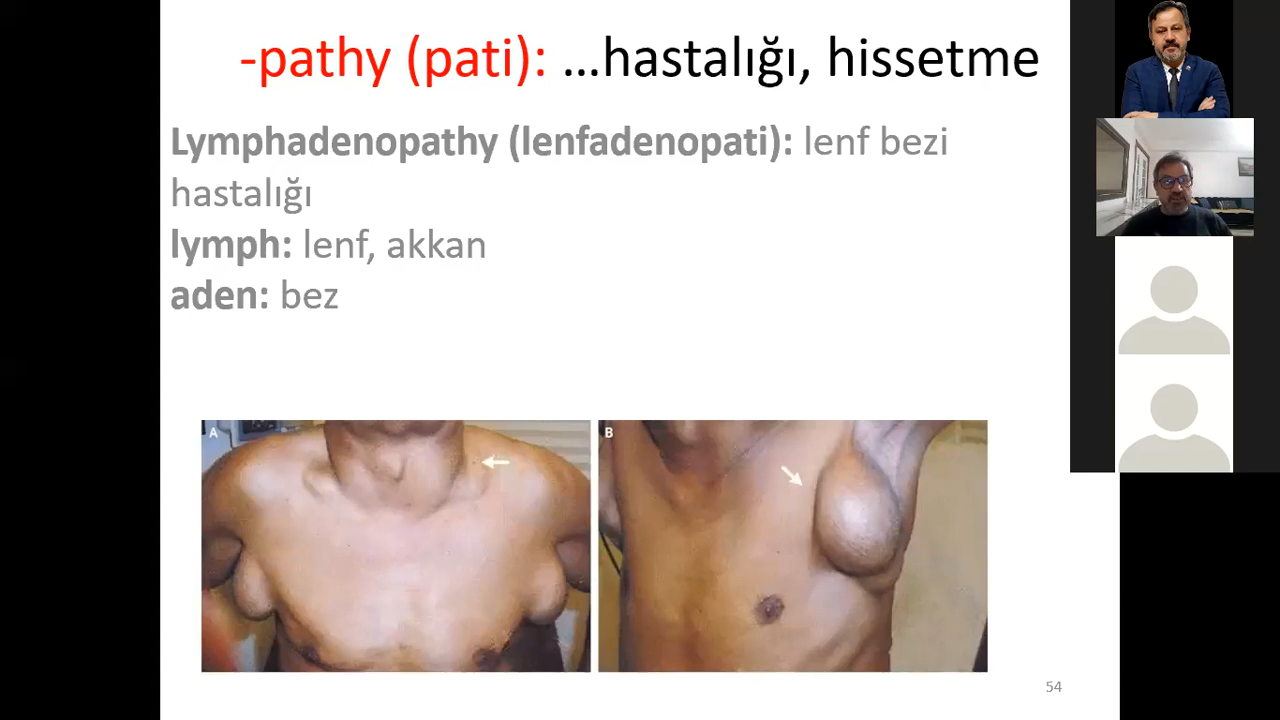 -pathy (pati): ...hastalığı, hissetme
Lymphadenopathy (lenfadenopati): lenf bezi
hastalığı
lymph: lenf, akkan
aden: bez
A
B
54